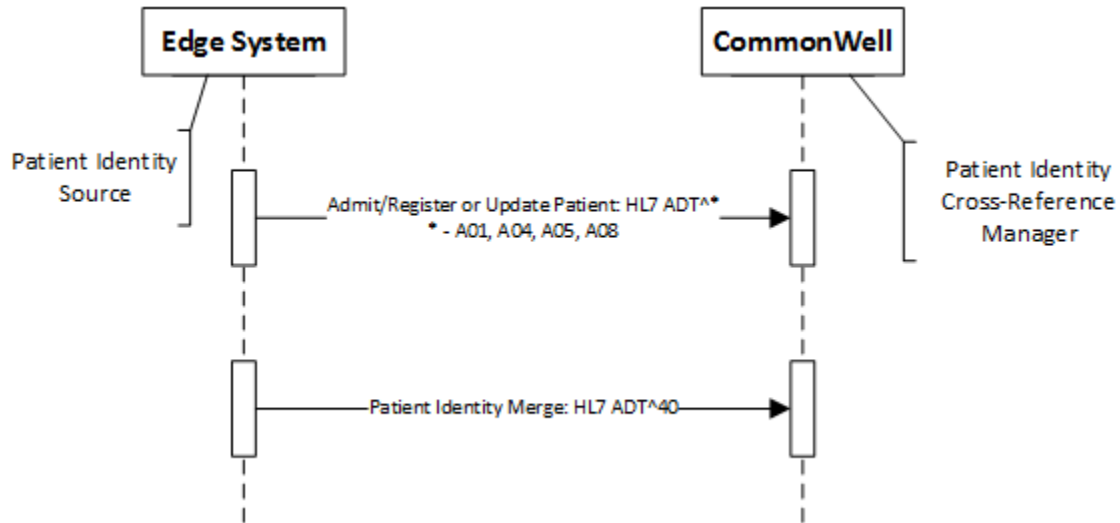 Edge System
CommonWell
Patient Identity
Source
Patient Identity
Cross-Reference
Manager
Admit/Register or Update Patient: HL7 ADT^*
* - A01, A04, A05, A08
Patient Identity Merge: HL7 ADT^40